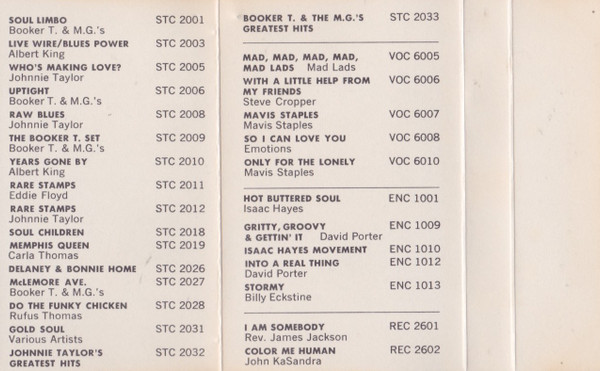 SOUL LIMBO STC 2001
Booker T. & M.G.'s
LIVE WIRE/BLUES POWER STC 2003
Albert King
WHO'S MAKING LOVE? STC 2005
Johnnie Taylor
UPTIGHT STC 2006
Booker T. & M.G.'s
RAW BLUES STC 2008
Johnnie Taylor
THE BOOKER T. SET STC 2009
Booker T. & M.G.'s
YEARS GONE BY STC 2010
Albert King
RARE STAMPS STC 2011
Eddie Floyd
RARE STAMPS STC 2012
Johnnie Taylor
SOUL CHILDREN STC 2018
MEMPHIS QUEEN STC 2019
Carla Thomas
DELANEY & BONNIE HOME STC 2026
McLEMORE AVE. STC 2027
Booker T. & M.G.'s
DO THE FUNKY CHICKEN STC 2028
Rufus Thomas
GOLD SOUL STC 2031
Various Artists
JOHNNIE TAYLOR'S STC 2032
GREATEST HITS
BOOKER T. & THE M.G.'S STC 2033
GREATEST HITS
MAD, MAD, MAD, MAD, VOC 6005
MAD LADS Mad Lads
WITH A LITTLE HELP FROM VOC 6006
MY FRIENDS
Steve Cropper
MAVIS STAPLES VOC 6007
Mavis Staples
SO I CAN LOVE YOU VOC 6008
Emotions
ONLY FOR THE LONELY VOC 6010
Mavis Staples
HOT BUTTERED SOUL ENC 1001
Isaac Hayes
GRITTY, GROOVY ENC 1009
& GETTIN' IT David Porter
ISAAC HAYES MOVEMENT ENC 1010
INTO A REAL THING ENC 1012
David Porter
STORMY ENC 1013
Billy Eckstine
I AM SOMEBODY REC 2601
Rev. James Jackson
COLOR ME HUMAN REC 2602
John KaSandra